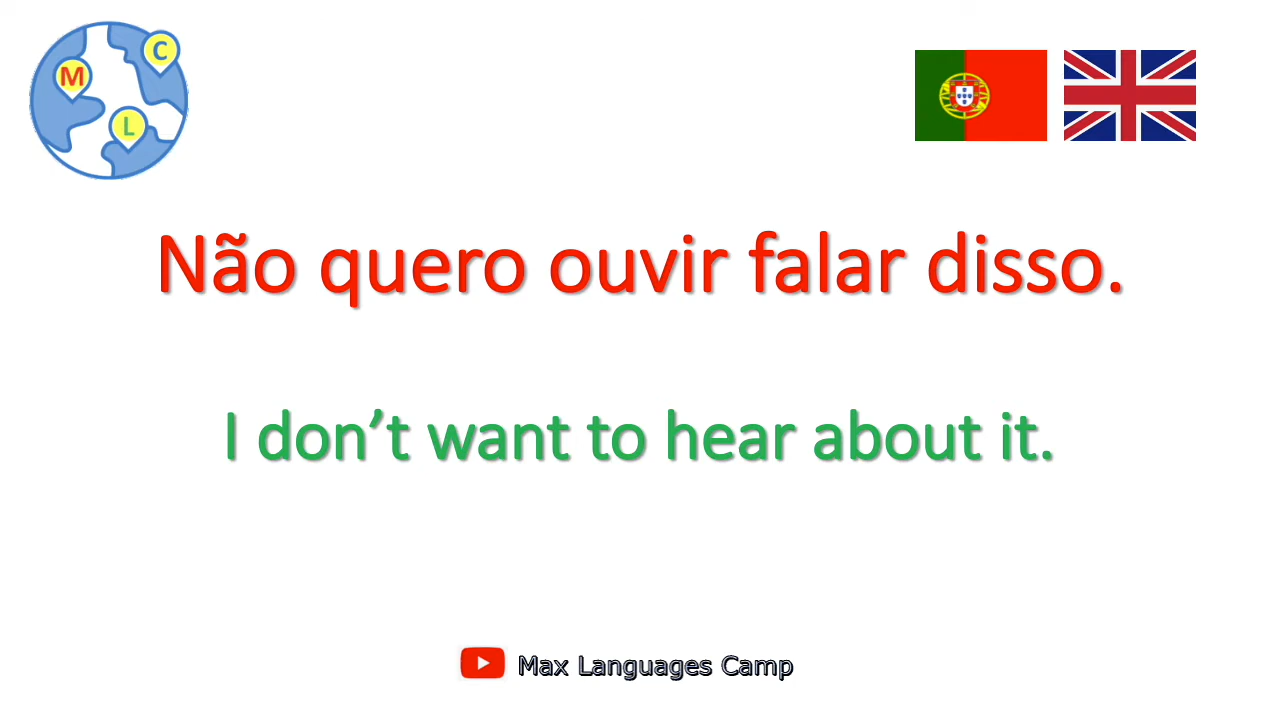 M
C
L
Não quero ouvir falar disso.
I don’t want to hear about it.
Max Languages Camp